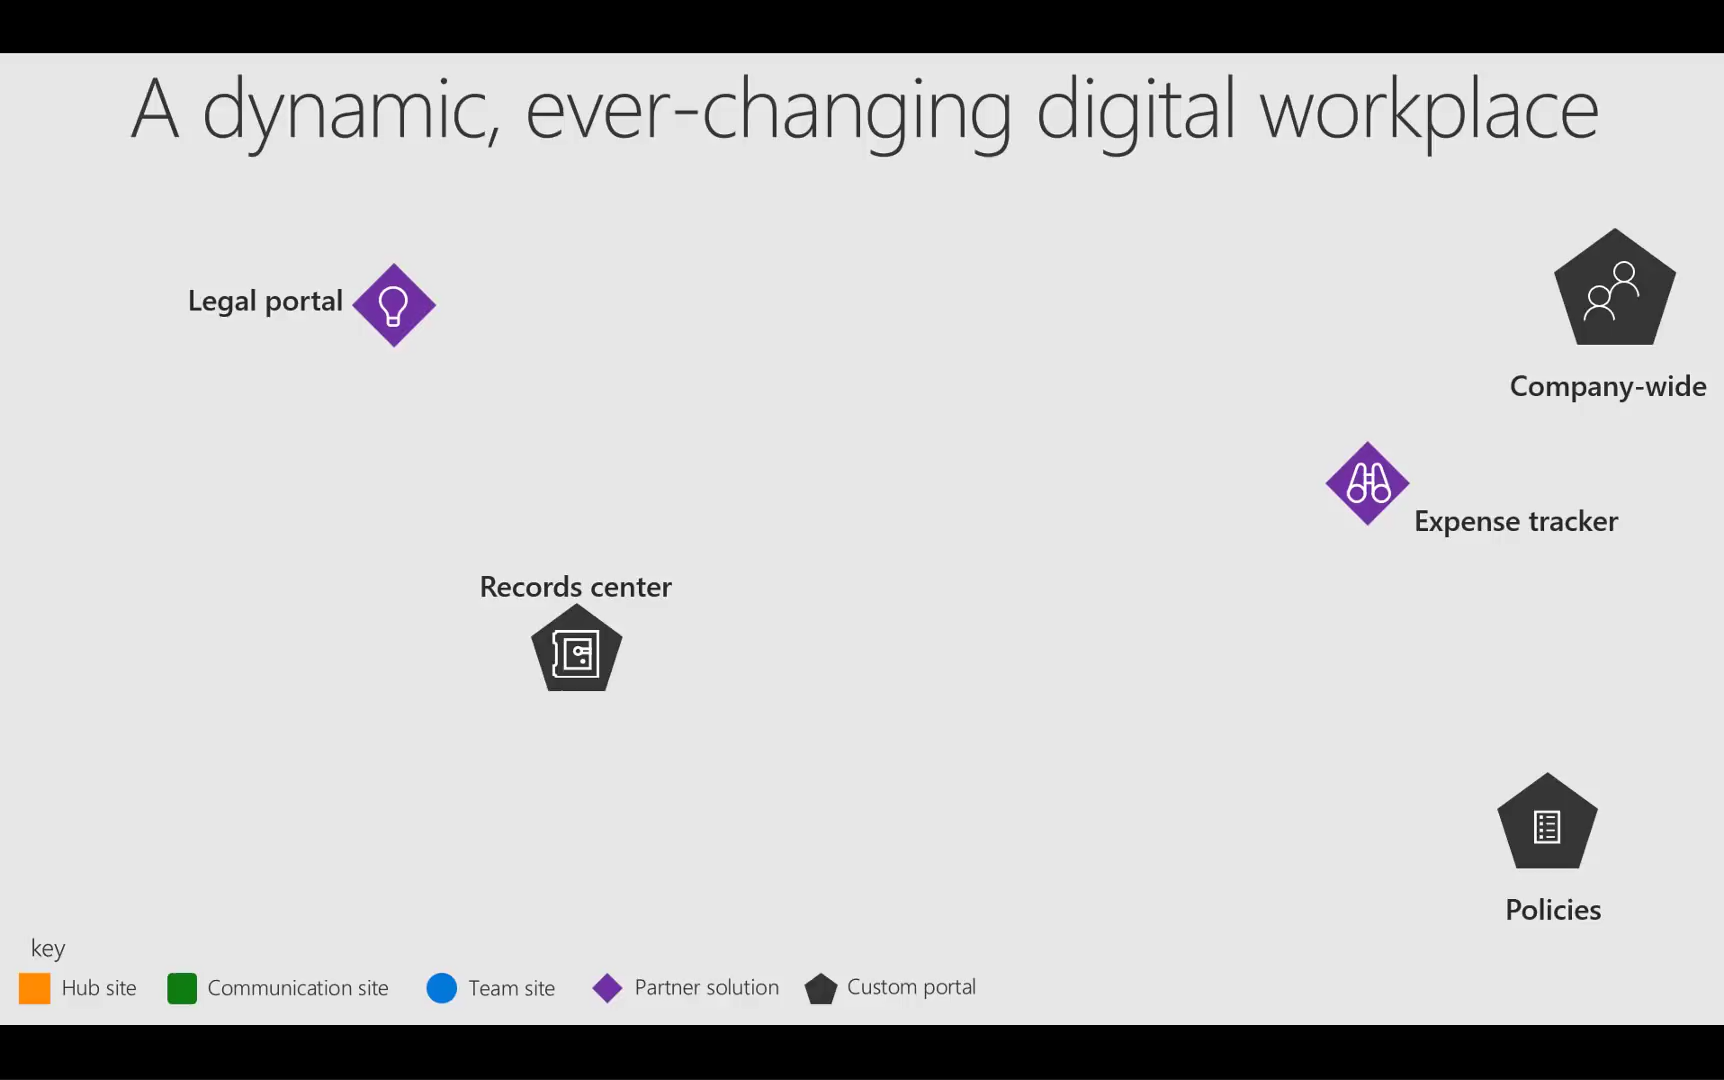 A dynamic, ever-changing digital workplace
Legal portal
Company-wide
Expense tracker
Records center
Policies
key
Hub site
Communication site
Team site
Partner solution
Custom portal